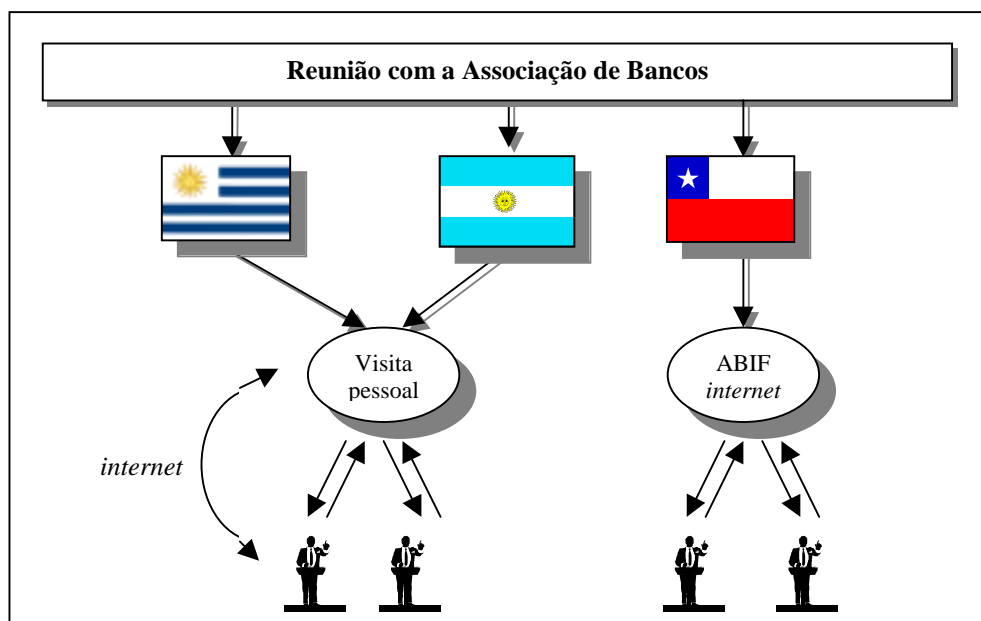 Reunião com a Associação de Bancos
Visita
pessoal
ABIF
internet
internet